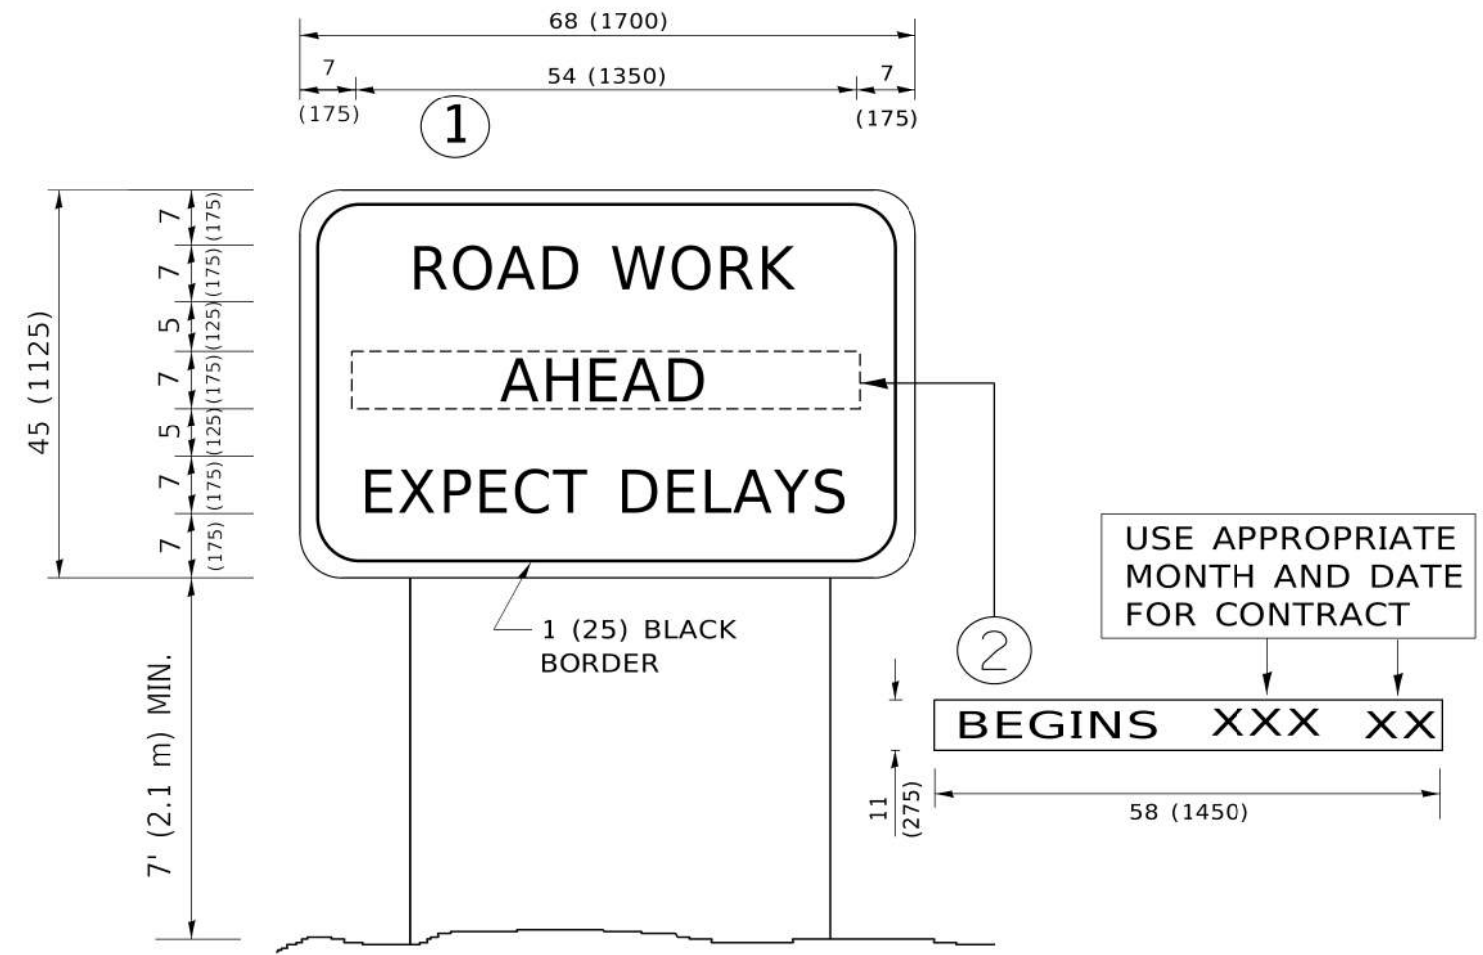 68 (1700)
7 54 (1350) 7
(175) (175)
1
45 (1125)
7 (175)
7 (175)
5 (125)
7 (175)
5 (125)
7 (175)
7 (175)
ROAD WORK
AHEAD
EXPECT DELAYS
1 (25) BLACK
BORDER
7' (2.1 m) MIN.
2
USE APPROPRIATE
MONTH AND DATE
FOR CONTRACT
BEGINS XXX XX
11
(275)
58 (1450)